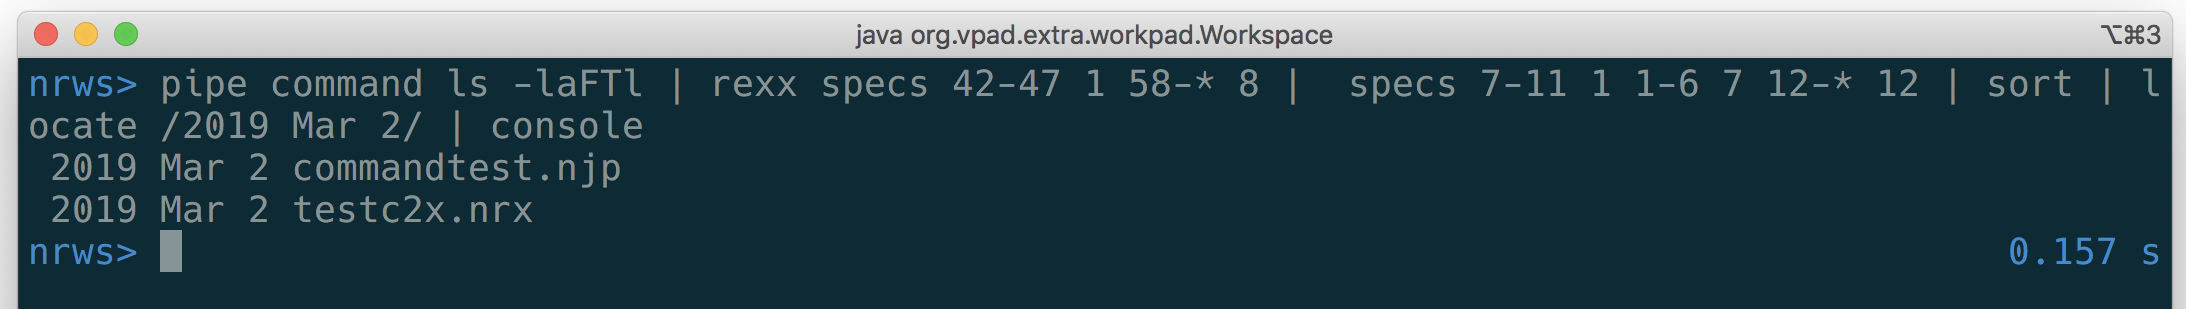 java org.vpad.extra.workpad.Workspace ⌥⌘3
nrws> pipe command ls -laFTl | rexx specs 42-47 1 58-* 8 |  specs 7-11 1 1-6 7 12-* 12 | sort | l
ocate /2019 Mar 2/ | console
 2019 Mar 2 commandtest.njp
 2019 Mar 2 testc2x.nrx
nrws> 0.157 s